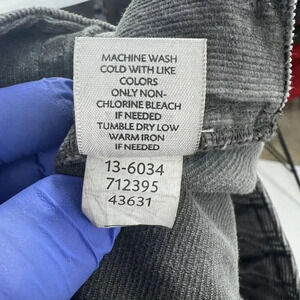 MACHINE WASH
COLD WITH LIKE
COLORS
ONLY NON-
CHLORINE BLEACH
IF NEEDED
TUMBLE DRY LOW
WARM IRON
IF NEEDED
13-6034
712395
43631